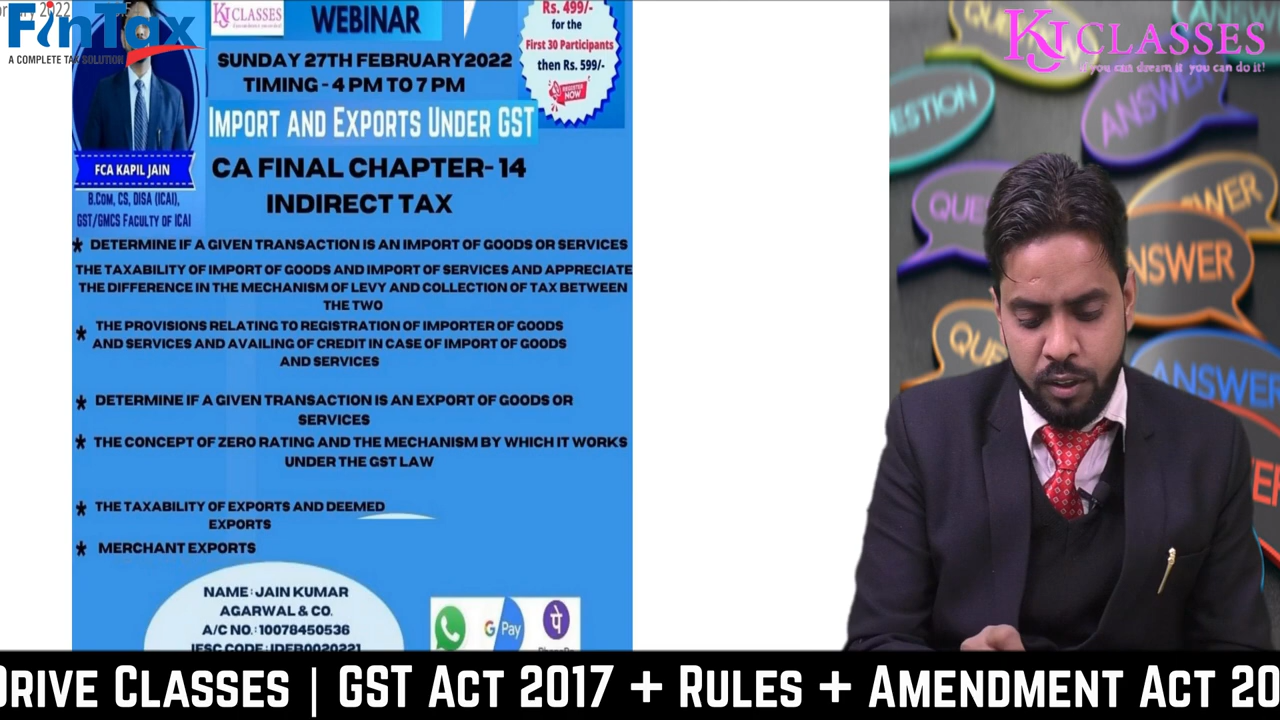 2022
FinTax
A COMPLETE TAX SOLUTION
KJ CLASSES
WEBINAR
SUNDAY 27TH FEBRUARY2022
TIMING - 4 PM TO 7 PM
Rs. 499/-
for the
First 30 Participants
then Rs. 599/-
REGISTER
NOW
IMPORT AND EXPORTS UNDER GST
CA FINAL CHAPTER- 14
INDIRECT TAX
FCA KAPIL JAIN
B.COM, CS, DISA (ICAI),
GST/GMCS FACULTY OF ICAI
* DETERMINE IF A GIVEN TRANSACTION IS AN IMPORT OF GOODS OR SERVICES
THE TAXABILITY OF IMPORT OF GOODS AND IMPORT OF SERVICES AND APPRECIATE
THE DIFFERENCE IN THE MECHANISM OF LEVY AND COLLECTION OF TAX BETWEEN
THE TWO
* THE PROVISIONS RELATING TO REGISTRATION OF IMPORTER OF GOODS
AND SERVICES AND AVAILING OF CREDIT IN CASE OF IMPORT OF GOODS
AND SERVICES
* DETERMINE IF A GIVEN TRANSACTION IS AN EXPORT OF GOODS OR
SERVICES
* THE CONCEPT OF ZERO RATING AND THE MECHANISM BY WHICH IT WORKS
UNDER THE GST LAW
* THE TAXABILITY OF EXPORTS AND DEEMED
EXPORTS
* MERCHANT EXPORTS
NAME : JAIN KUMAR
AGARWAL & CO.
A/C NO. : 10078450536
IFSC CODE : IDFB0020221
G Pay
पे
KJ CLASSES
if you can dream it you can do it!
ESTION
ANSWER
QUE
WER
NSWER
QUE
ANSWER
DRIVE CLASSES | GST ACT 2017 + RULES + AMENDMENT ACT 20